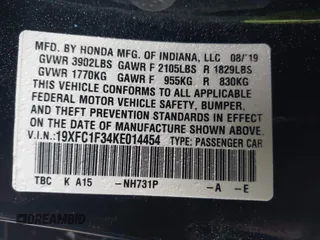 MFD. BY HONDA MFG. OF INDIANA, LLC 08/19
GVWR 3902LBS GAWR F 2105LBS R 1829LBS
GVWR 1770KG GAWR F 955KG R 830KG
THIS VEHICLE CONFORMS TO ALL APPLICABLE
FEDERAL MOTOR VEHICLE SAFETY, BUMPER,
AND THEFT PREVENTION STANDARDS IN EFFECT
ON THE DATE OF MANUFACTURE SHOWN ABOVE.
V.I.N.:19XFC1F34KE014454 TYPE: PASSENGER CAR
TBC K A15 -NH731P -A -E
DREAMBID